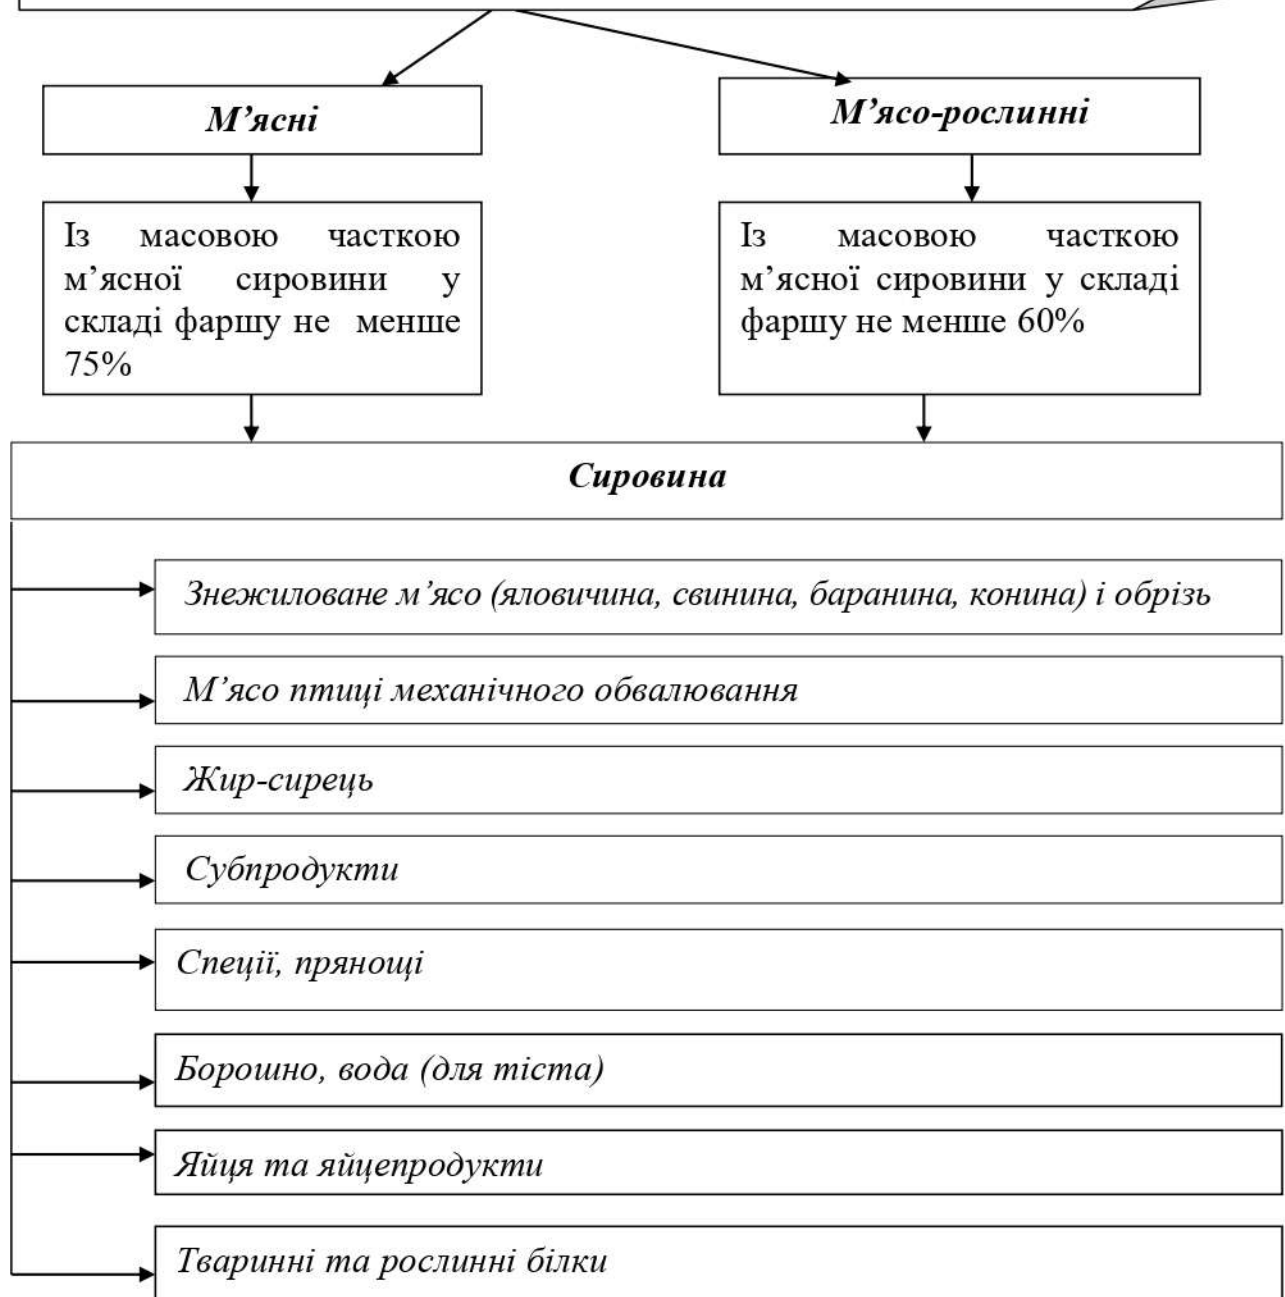 М’ясні
М’ясо-рослинні
Із масовою часткою
м’ясної сировини у
складі фаршу не менше
75%
Із масовою часткою
м’ясної сировини у складі
фаршу не менше 60%
Сировина
Знежиловане м’ясо (яловичина, свинина, баранина, конина) і обрізь
М’ясо птиці механічного обвалювання
Жир-сирець
Субпродукти
Спеції, прянощі
Борошно, вода (для тіста)
Яйця та яйцепродукти
Тваринні та рослинні білки